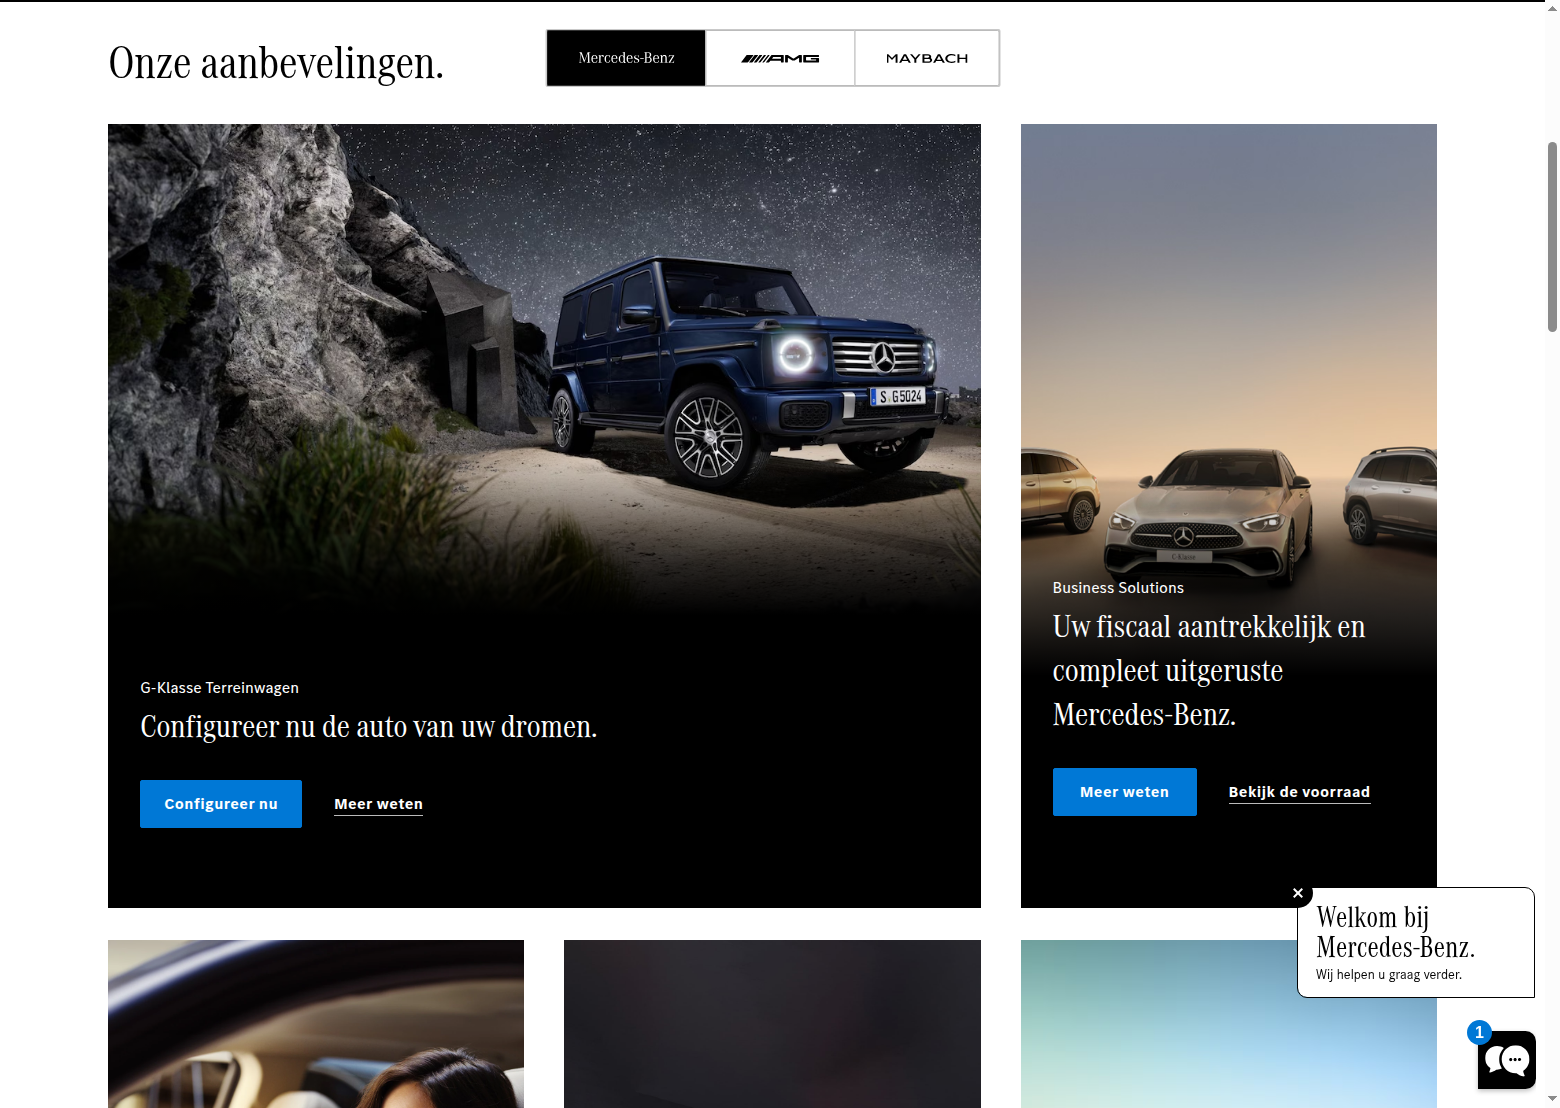 Onze aanbevelingen.
Mercedes-Benz
AMG
MAYBACH
S G 5024
C-Klasse
G-Klasse Terreinwagen
Configureer nu de auto van uw dromen.
Configureer nu
Meer weten
Business Solutions
Uw fiscaal aantrekkelijk en
compleet uitgeruste
Mercedes-Benz.
Meer weten
Bekijk de voorraad
Welkom bij
Mercedes-Benz.
Wij helpen u graag verder.
1